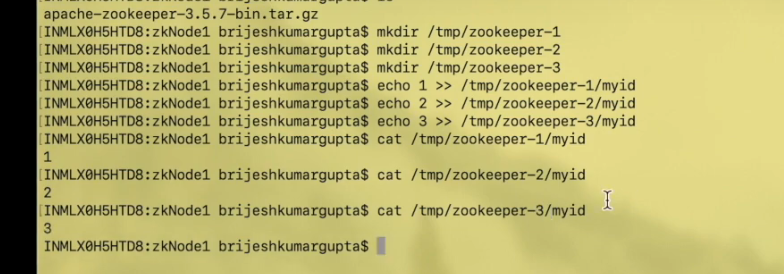 apache-zookeeper-3.5.7-bin.tar.gz
[INMLX0H5HTD8:zkNode1 brijeshkumargupta$ mkdir /tmp/zookeeper-1
[INMLX0H5HTD8:zkNode1 brijeshkumargupta$ mkdir /tmp/zookeeper-2
[INMLX0H5HTD8:zkNode1 brijeshkumargupta$ mkdir /tmp/zookeeper-3
[INMLX0H5HTD8:zkNode1 brijeshkumargupta$ echo 1 >> /tmp/zookeeper-1/myid
[INMLX0H5HTD8:zkNode1 brijeshkumargupta$ echo 2 >> /tmp/zookeeper-2/myid
[INMLX0H5HTD8:zkNode1 brijeshkumargupta$ echo 3 >> /tmp/zookeeper-3/myid
[INMLX0H5HTD8:zkNode1 brijeshkumargupta$ cat /tmp/zookeeper-1/myid
1
[INMLX0H5HTD8:zkNode1 brijeshkumargupta$ cat /tmp/zookeeper-2/myid
2
[INMLX0H5HTD8:zkNode1 brijeshkumargupta$ cat /tmp/zookeeper-3/myid
3
INMLX0H5HTD8:zkNode1 brijeshkumargupta$